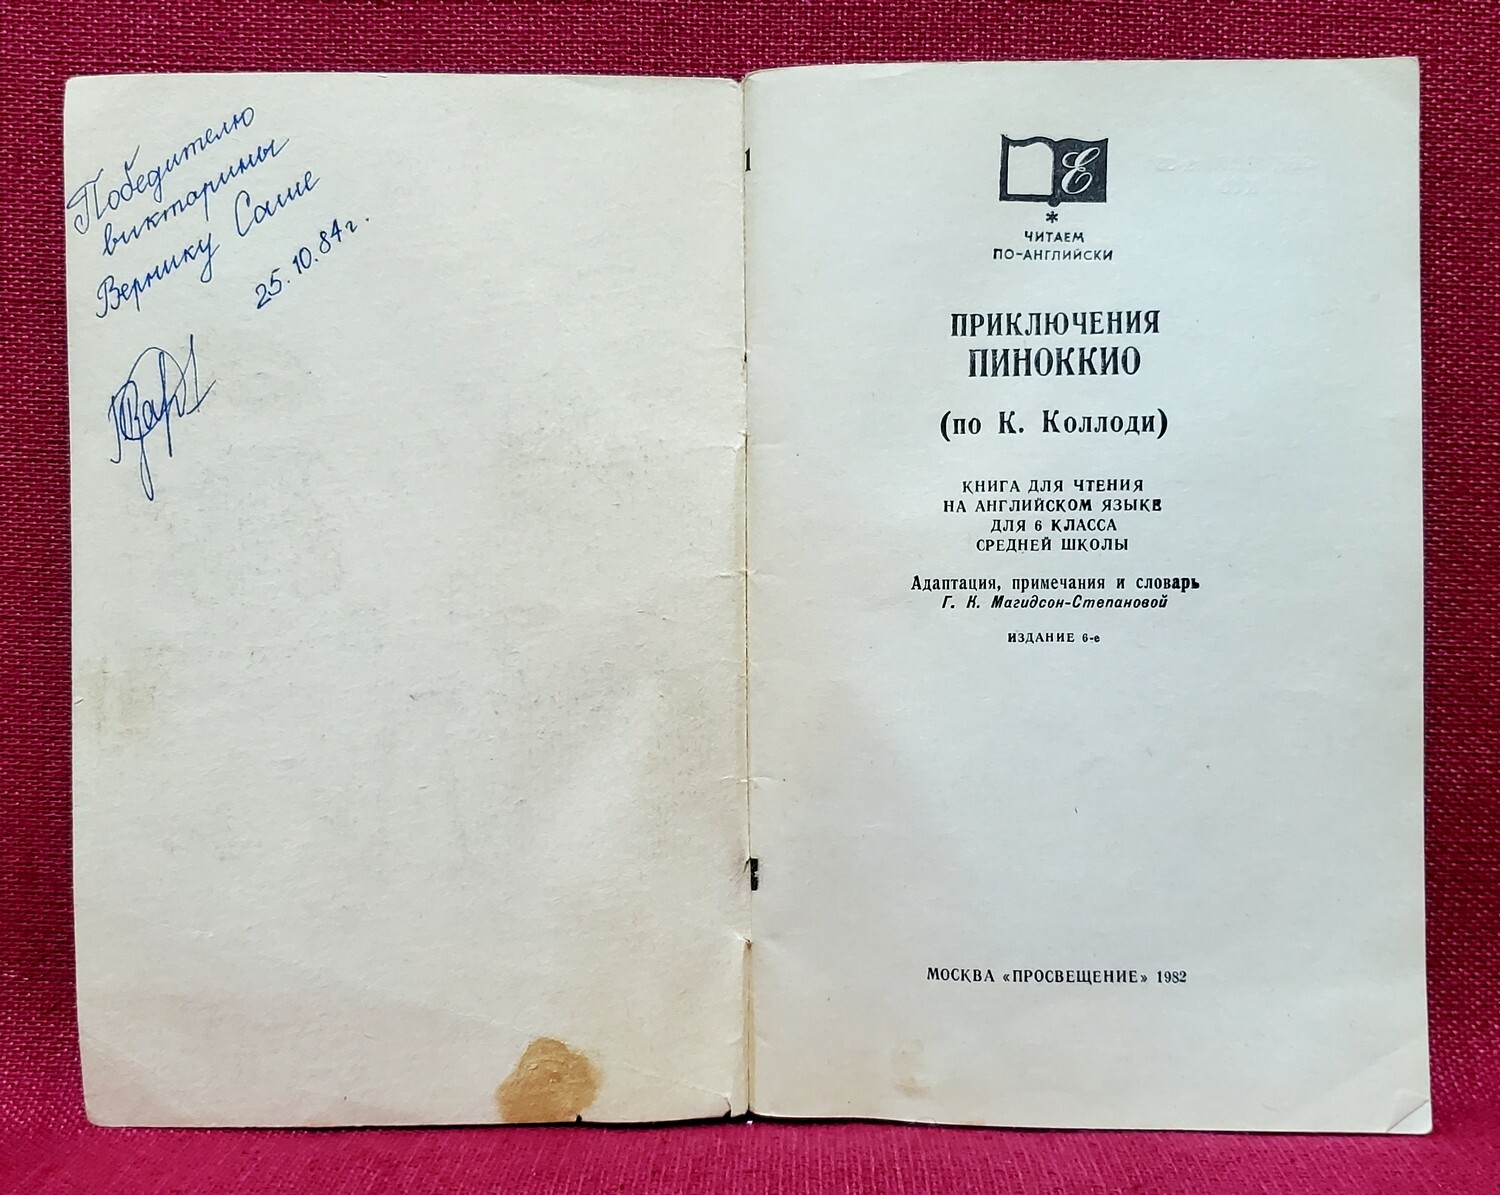 Победителю
виктарины
Вернику Саше
25.10.84г.
Е
*
ЧИТАЕМ
ПО-АНГЛИЙСКИ
ПРИКЛЮЧЕНИЯ
ПИНОККИО
(по К. Коллоди)
КНИГА ДЛЯ ЧТЕНИЯ
НА АНГЛИЙСКОМ ЯЗЫКЕ
ДЛЯ 6 КЛАССА
СРЕДНЕЙ ШКОЛЫ
Адаптация, примечания и словарь
Г. К. Магидсон-Степановой
ИЗДАНИЕ 6-е
МОСКВА «ПРОСВЕЩЕНИЕ» 1982